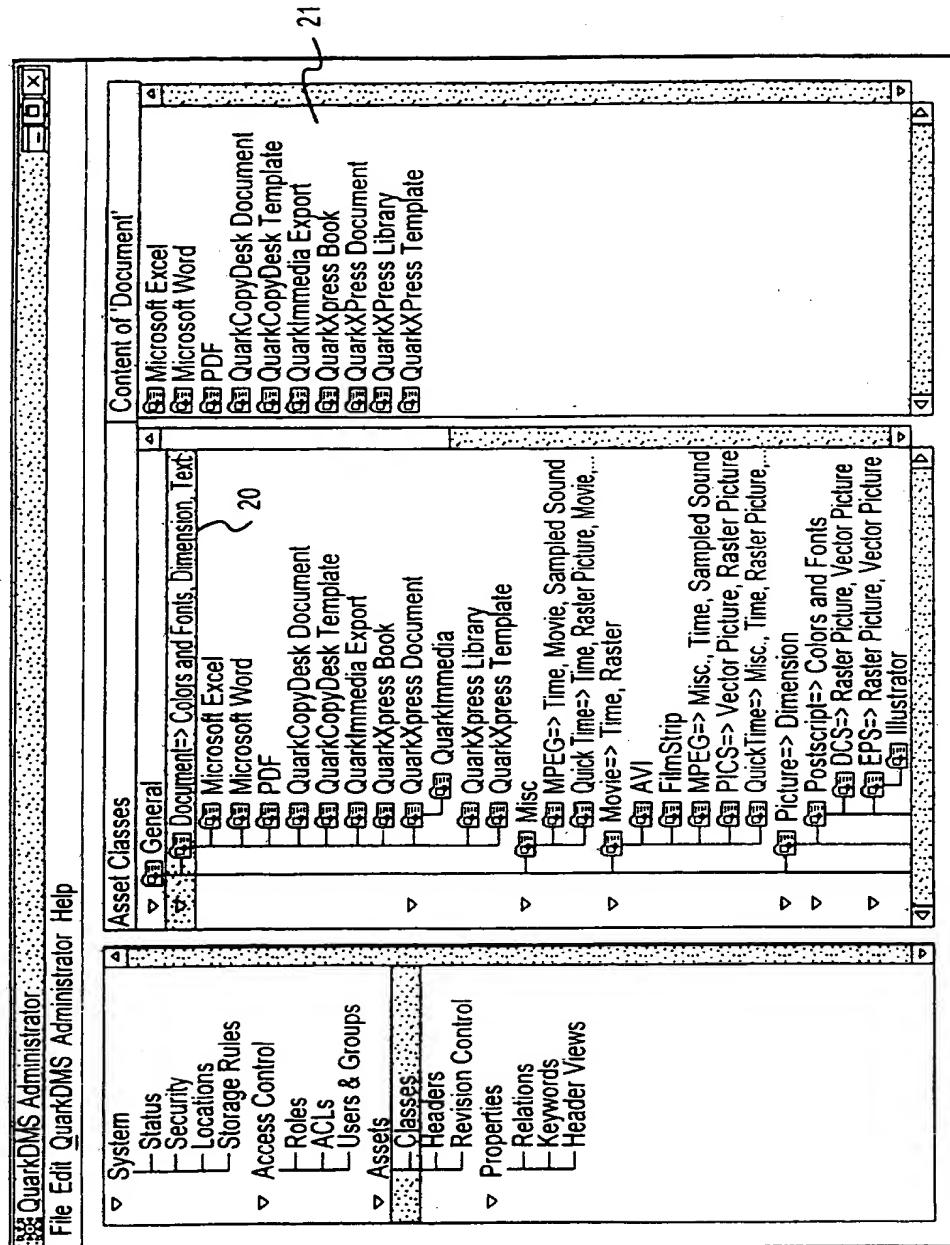 QuarkDMS Administrator
File Edit QuarkDMS Administrator Help
System
Status
Security
Locations
Storage Rules
Access Control
Roles
ACLs
Users & Groups
Assets
Classes
Headers
Revision Control
Properties
Relations
Keywords
Header Views
Asset Classes
General
Document=> Colors and Fonts, Dimension, Text
Microsoft Excel
Microsoft Word
PDF
QuarkCopyDesk Document
QuarkCopyDesk Template
QuarkImmedia Export
QuarkXpress Book
QuarkXPress Document
QuarkImmedia
QuarkXpress Library
QuarkXPress Template
Misc
MPEG=> Time, Movie, Sampled Sound
QuickTime=> Time, Raster Picture, Movie,...
Movie=> Time, Raster
AVI
FilmStrip
MPEG=> Misc., Time, Sampled Sound
PICS=> Vector Picture, Raster Picture
QuickTime=> Misc., Time, Raster Picture,...
Picture=> Dimension
Postscript=> Colors and Fonts
DCS=> Raster Picture, Vector Picture
EPS=> Raster Picture, Vector Picture
Illustrator
20
Content of 'Document'
Microsoft Excel
Microsoft Word
PDF
QuarkCopyDesk Document
QuarkCopyDesk Template
QuarkImmedia Export
QuarkXpress Book
QuarkXPress Document
QuarkXPress Library
QuarkXPress Template
21